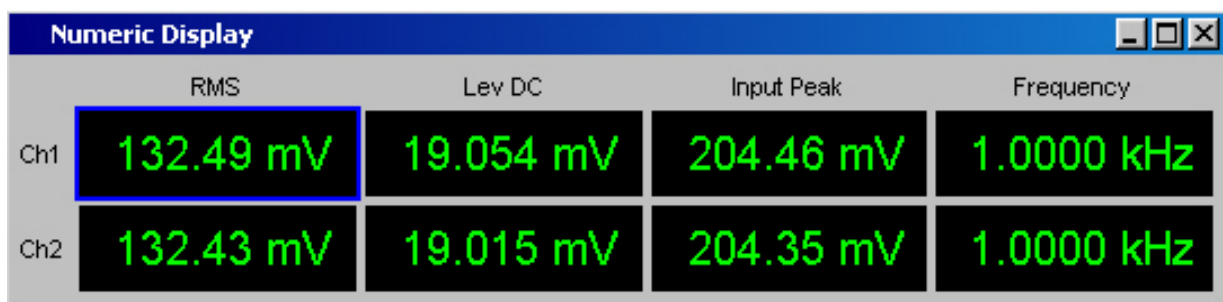 Numeric Display
RMS Lev DC Input Peak Frequency
Ch1 132.49 mV 19.054 mV 204.46 mV 1.0000 kHz
Ch2 132.43 mV 19.015 mV 204.35 mV 1.0000 kHz